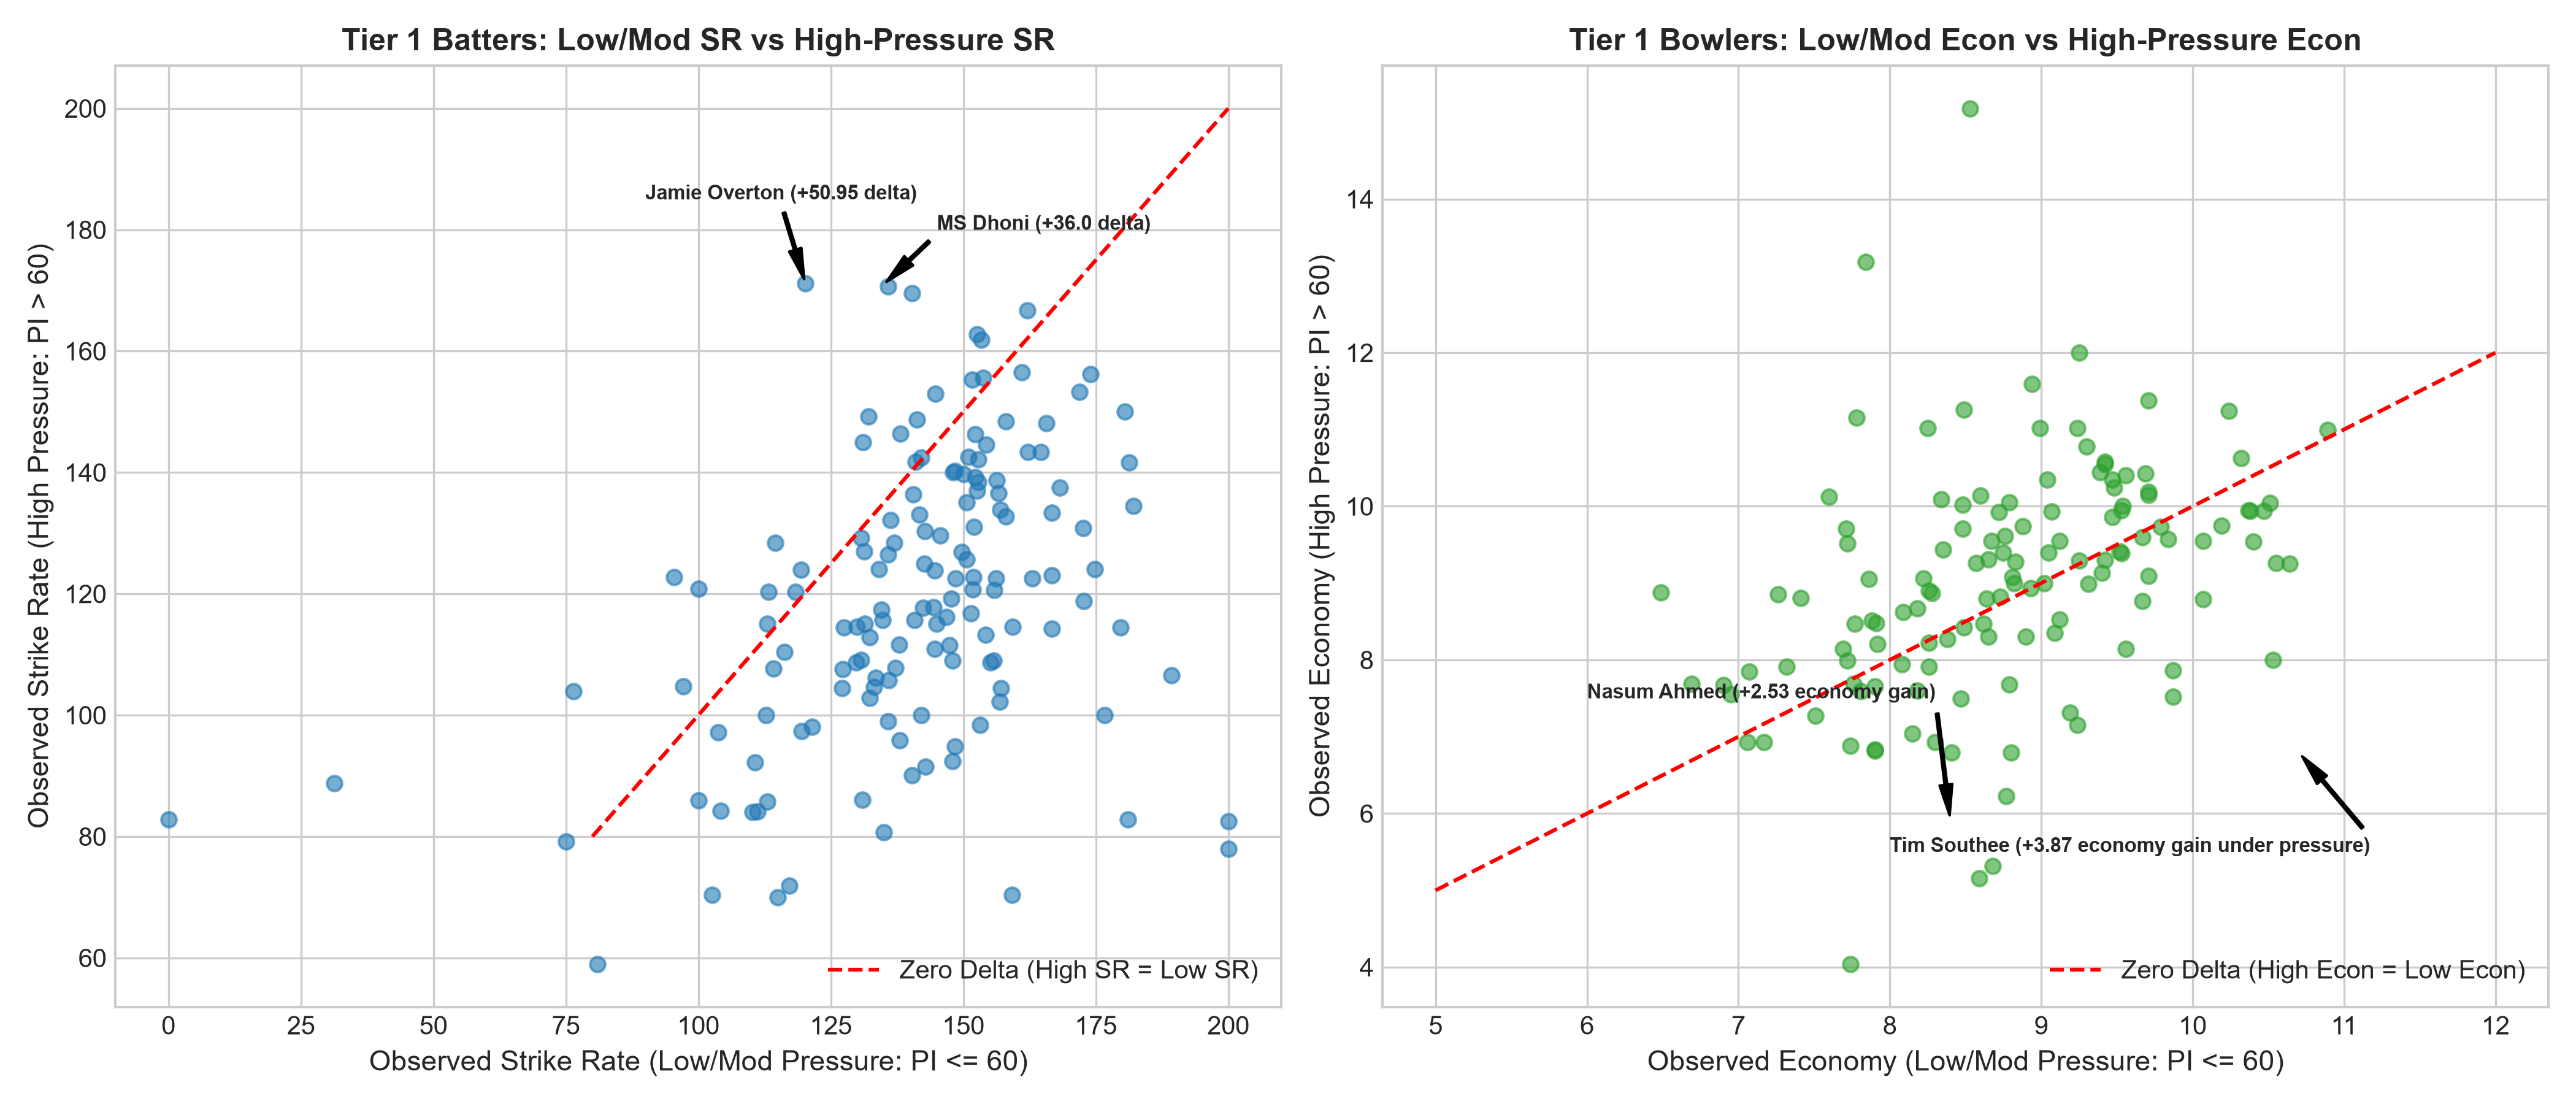 Tier 1 Batters: Low/Mod SR vs High-Pressure SR
Observed Strike Rate (High Pressure: PI > 60)
200
180
160
140
120
100
80
60
Jamie Overton (+50.95 delta)
MS Dhoni (+36.0 delta)
Zero Delta (High SR = Low SR)
0 25 50 75 100 125 150 175 200
Observed Strike Rate (Low/Mod Pressure: PI <= 60)
Tier 1 Bowlers: Low/Mod Econ vs High-Pressure Econ
Observed Economy (High Pressure: PI > 60)
14
12
10
8
6
4
Nasum Ahmed (+2.53 economy gain)
Tim Southee (+3.87 economy gain under pressure)
Zero Delta (High Econ = Low Econ)
5 6 7 8 9 10 11 12
Observed Economy (Low/Mod Pressure: PI <= 60)